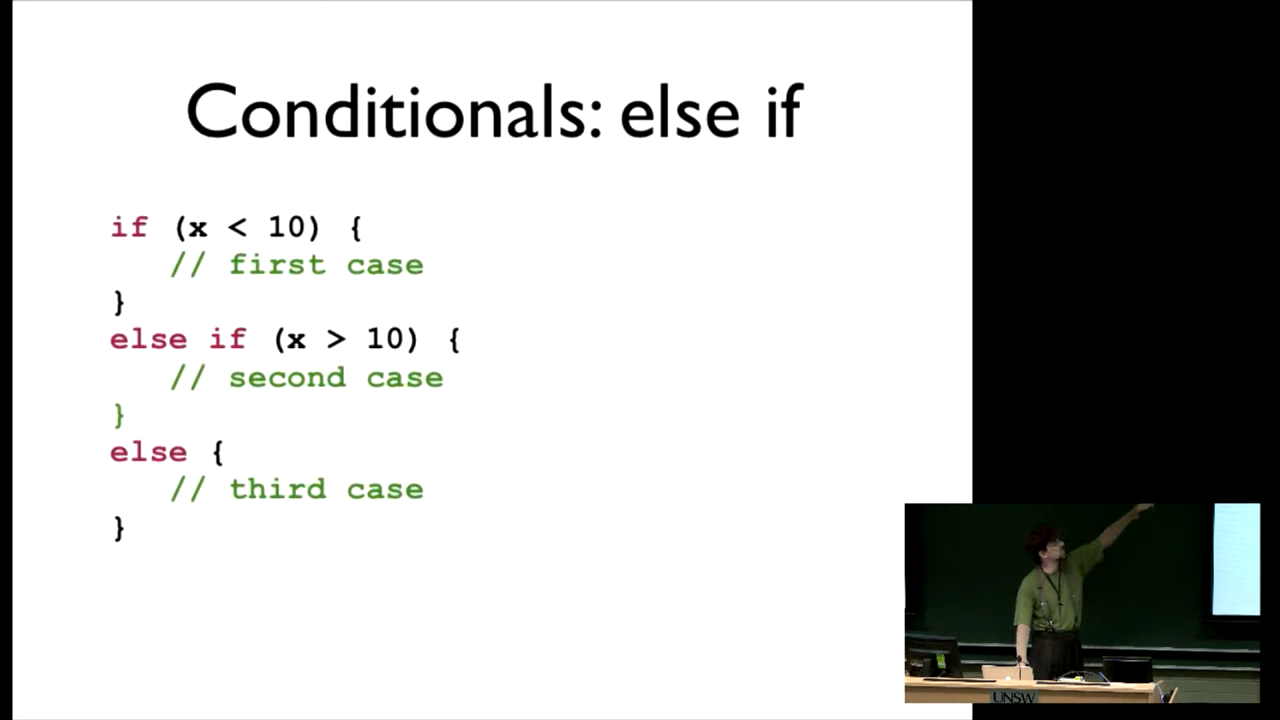 Conditionals: else if
if (x < 10) {
// first case
}
else if (x > 10) {
// second case
}
else {
// third case
}
UNSW